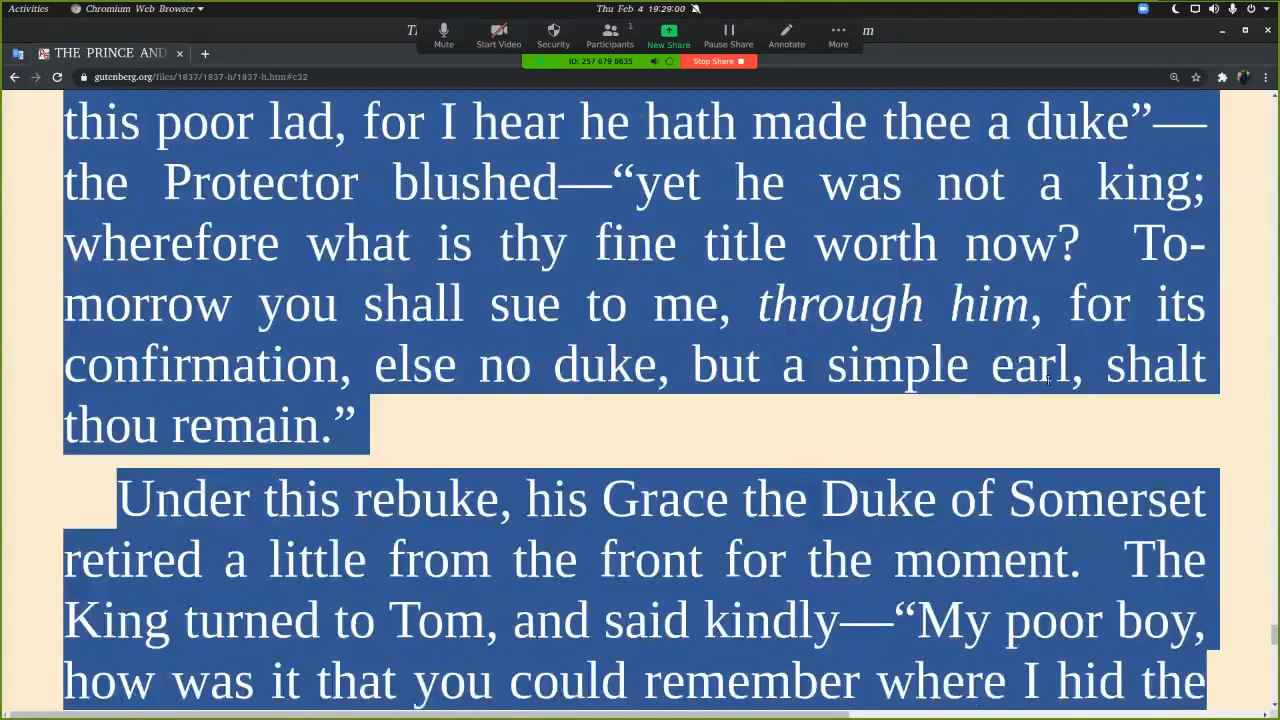 Activities
Chromium Web Browser
Thu Feb 4 19:29:00
Mute
Start Video
Security
Participants
1
New Share
Pause Share
Annotate
More
m
ID: 257 679 8635
Stop Share
THE PRINCE AND
gutenberg.org/files/1837/1837-h/1837-h.htm#c32
this poor lad, for I hear he hath made thee a duke”—
the Protector blushed—“yet he was not a king;
wherefore what is thy fine title worth now? To-
morrow you shall sue to me, through him, for its
confirmation, else no duke, but a simple earl, shalt
thou remain.”
Under this rebuke, his Grace the Duke of Somerset
retired a little from the front for the moment. The
King turned to Tom, and said kindly—“My poor boy,
how was it that you could remember where I hid the